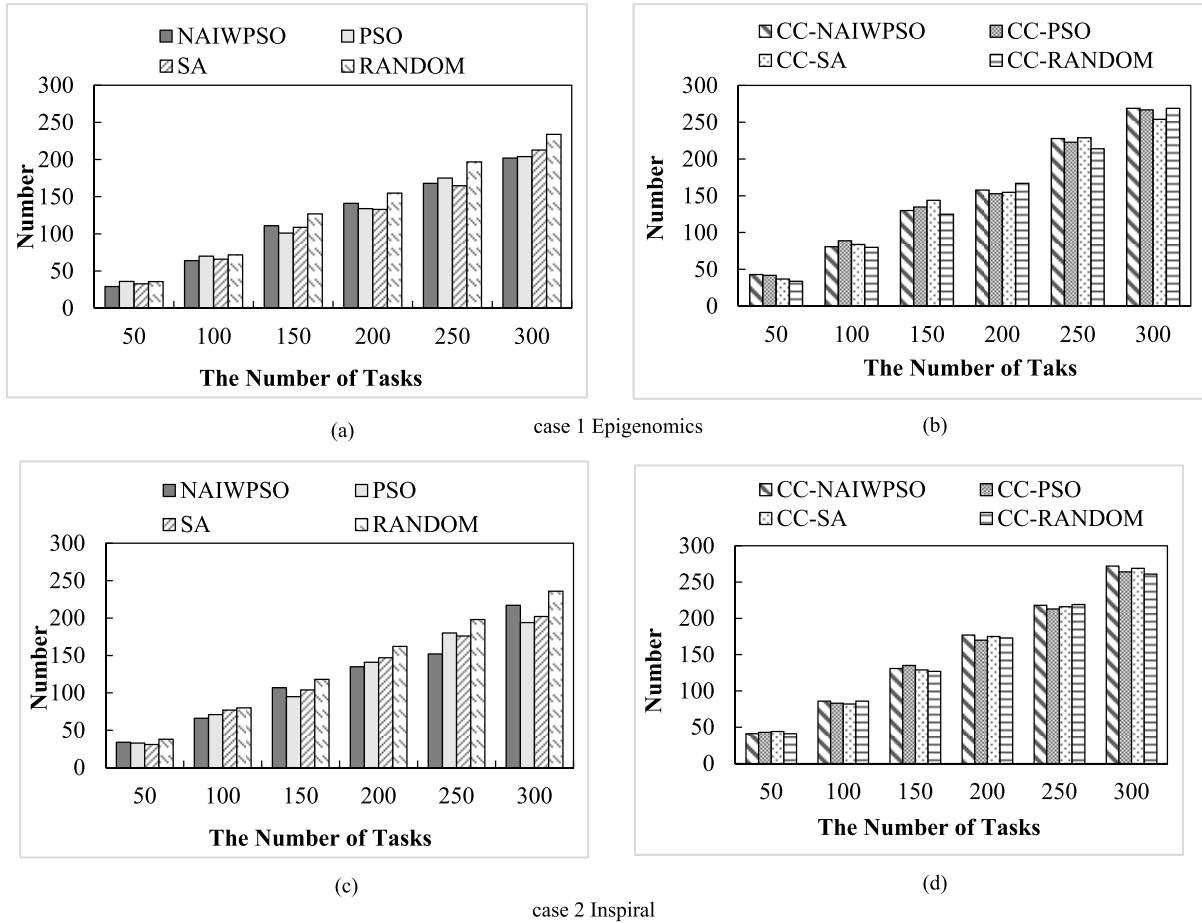 NAIWPSO PSO
SA RANDOM
300
250
200
150
100
50
0
Number
50 100 150 200 250 300
The Number of Tasks
(a)
CC-NAIWPSO CC-PSO
CC-SA CC-RANDOM
300
250
200
150
100
50
0
Number
50 100 150 200 250 300
The Number of Taks
(b)
case 1 Epigenomics
NAIWPSO PSO
SA RANDOM
300
250
200
150
100
50
0
Number
50 100 150 200 250 300
The Number of Tasks
(c)
CC-NAIWPSO CC-PSO
CC-SA CC-RANDOM
300
250
200
150
100
50
0
Number
50 100 150 200 250 300
The Number of Tasks
(d)
case 2 Inspiral